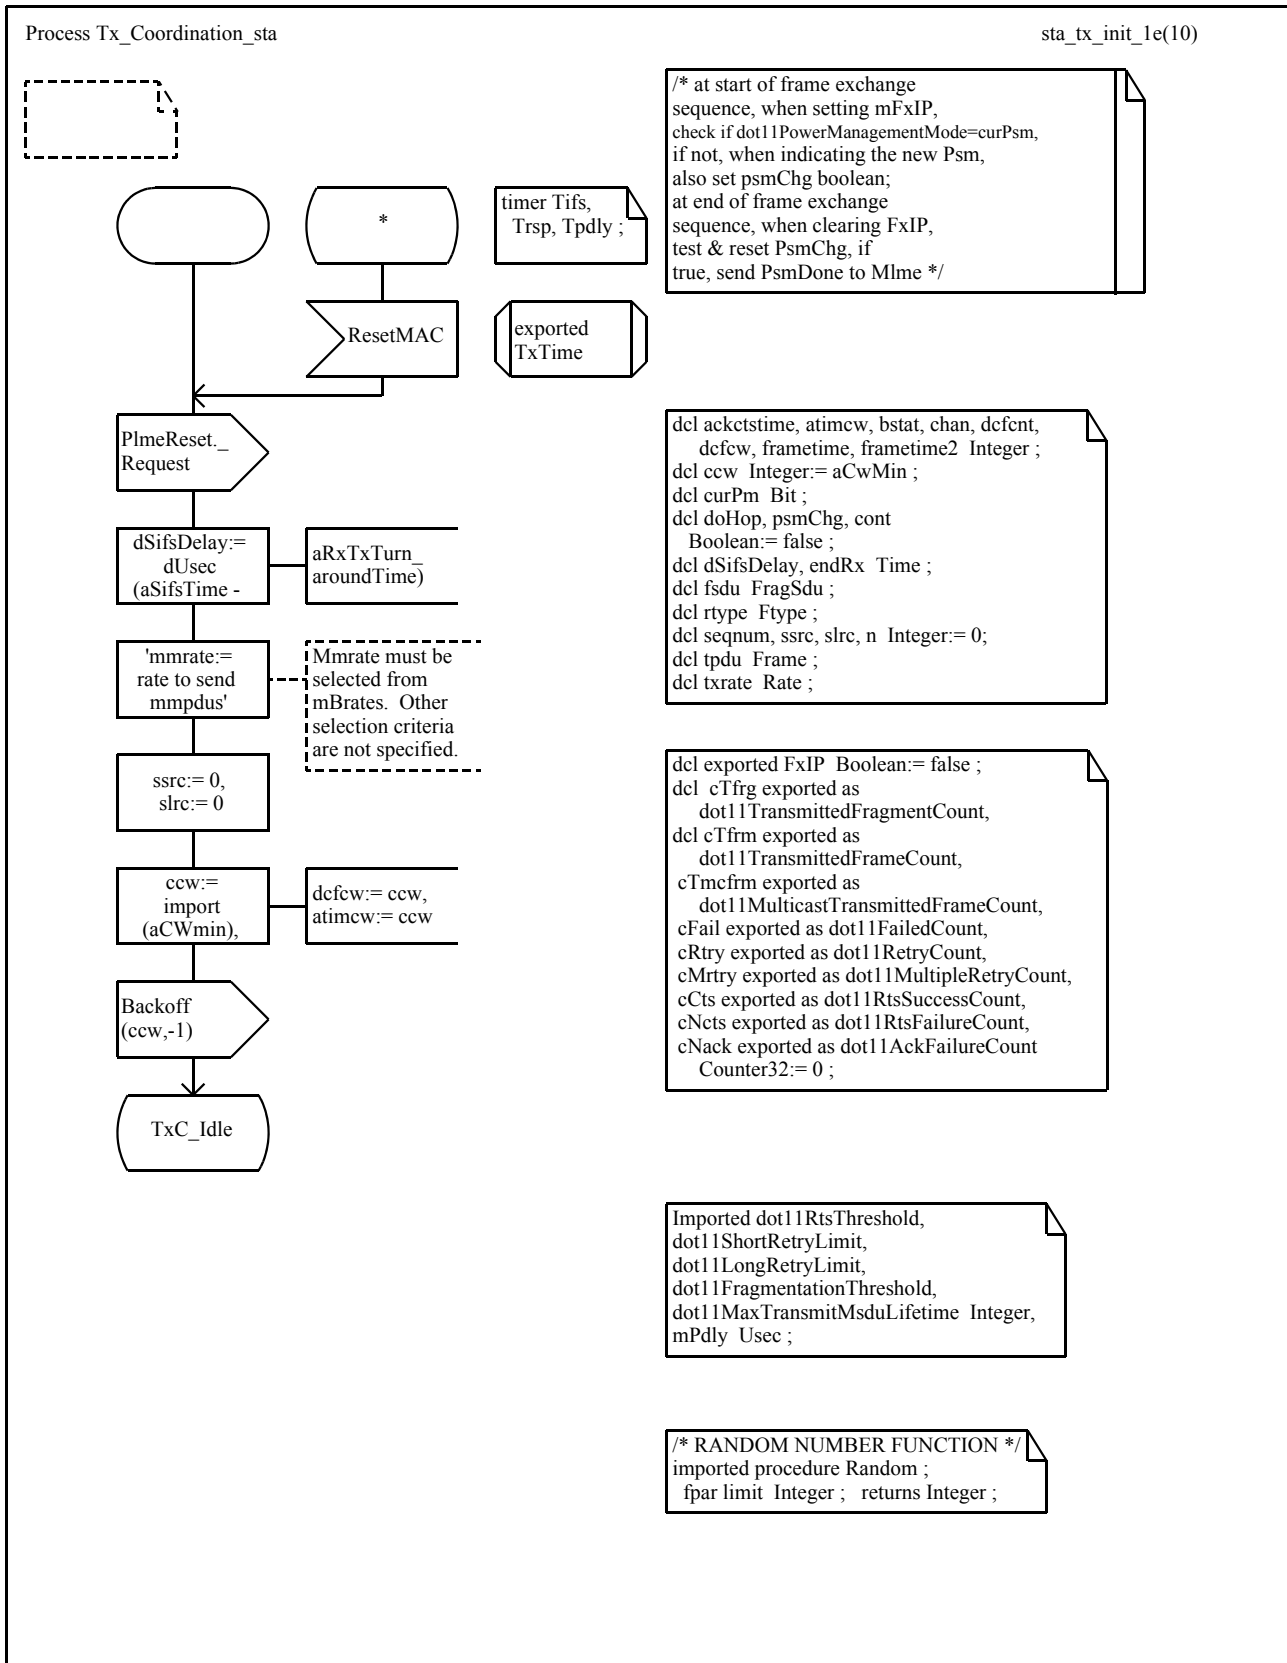 Process Tx_Coordination_sta
sta_tx_init_1e(10)
/* at start of frame exchange
sequence, when setting mFxIP,
check if dot11PowerManagementMode=curPsm,
if not, when indicating the new Psm,
also set psmChg boolean;
at end of frame exchange
sequence, when clearing FxIP,
test & reset PsmChg, if
true, send PsmDone to Mlme */
*
timer Tifs,
Trsp, Tpdly ;
ResetMAC
exported
TxTime
PlmeReset._
Request
dSifsDelay:=
dUsec
(aSifsTime -
aRxTxTurn_
aroundTime)
'mmrate:=
rate to send
mmpdus'
Mmrate must be
selected from
mBrates.  Other
selection criteria
are not specified.
ssrc:= 0,
slrc:= 0
ccw:=
import
(aCWmin),
dcfcw:= ccw,
atimcw:= ccw
Backoff
(ccw,-1)
TxC_Idle
dcl ackctstime, atimcw, bstat, chan, dcfcnt,
dcfcw, frametime, frametime2  Integer ;
dcl ccw  Integer:= aCwMin ;
dcl curPm  Bit ;
dcl doHop, psmChg, cont
Boolean:= false ;
dcl dSifsDelay, endRx  Time ;
dcl fsdu  FragSdu ;
dcl rtype  Ftype ;
dcl seqnum, ssrc, slrc, n  Integer:= 0;
dcl tpdu  Frame ;
dcl txrate  Rate ;
dcl exported FxIP  Boolean:= false ;
dcl  cTfrg exported as
dot11TransmittedFragmentCount,
dcl cTfrm exported as
dot11TransmittedFrameCount,
cTmcfrm exported as
dot11MulticastTransmittedFrameCount,
cFail exported as dot11FailedCount,
cRtry exported as dot11RetryCount,
cMrtry exported as dot11MultipleRetryCount,
cCts exported as dot11RtsSuccessCount,
cNcts exported as dot11RtsFailureCount,
cNack exported as dot11AckFailureCount
Counter32:= 0 ;
Imported dot11RtsThreshold,
dot11ShortRetryLimit,
dot11LongRetryLimit,
dot11FragmentationThreshold,
dot11MaxTransmitMsduLifetime  Integer,
mPdly  Usec ;
/* RANDOM NUMBER FUNCTION */
imported procedure Random ;
fpar limit  Integer ;   returns Integer ;